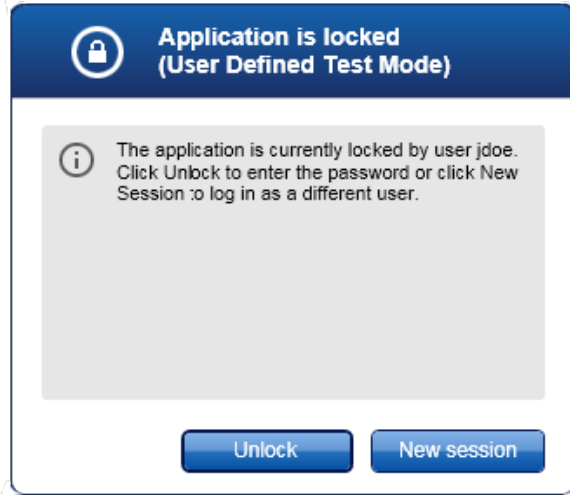 Application is locked
(User Defined Test Mode)
The application is currently locked by user jdoe.
Click Unlock to enter the password or click New
Session to log in as a different user.
Unlock
New session